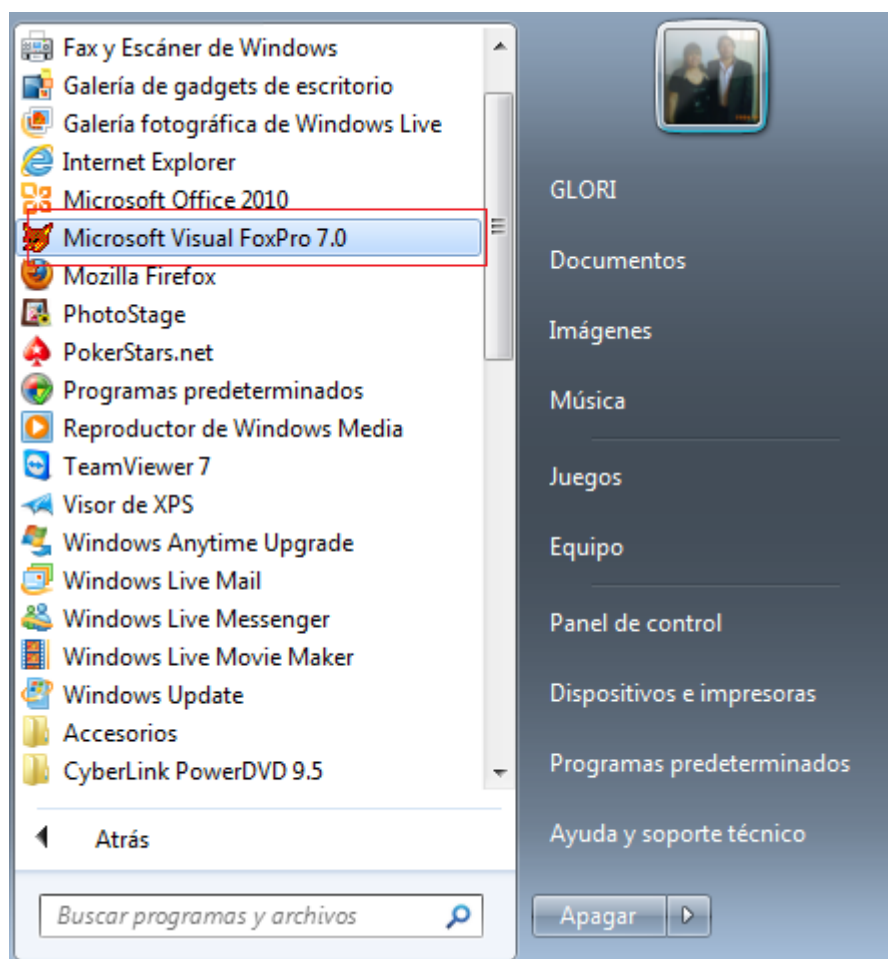 Fax y Escáner de Windows
Galería de gadgets de escritorio
Galería fotográfica de Windows Live
Internet Explorer
Microsoft Office 2010
Microsoft Visual FoxPro 7.0
Mozilla Firefox
PhotoStage
PokerStars.net
Programas predeterminados
Reproductor de Windows Media
TeamViewer 7
Visor de XPS
Windows Anytime Upgrade
Windows Live Mail
Windows Live Messenger
Windows Live Movie Maker
Windows Update
Accesorios
CyberLink PowerDVD 9.5
Atrás
Buscar programas y archivos
GLORI
Documentos
Imágenes
Música
Juegos
Equipo
Panel de control
Dispositivos e impresoras
Programas predeterminados
Ayuda y soporte técnico
Apagar